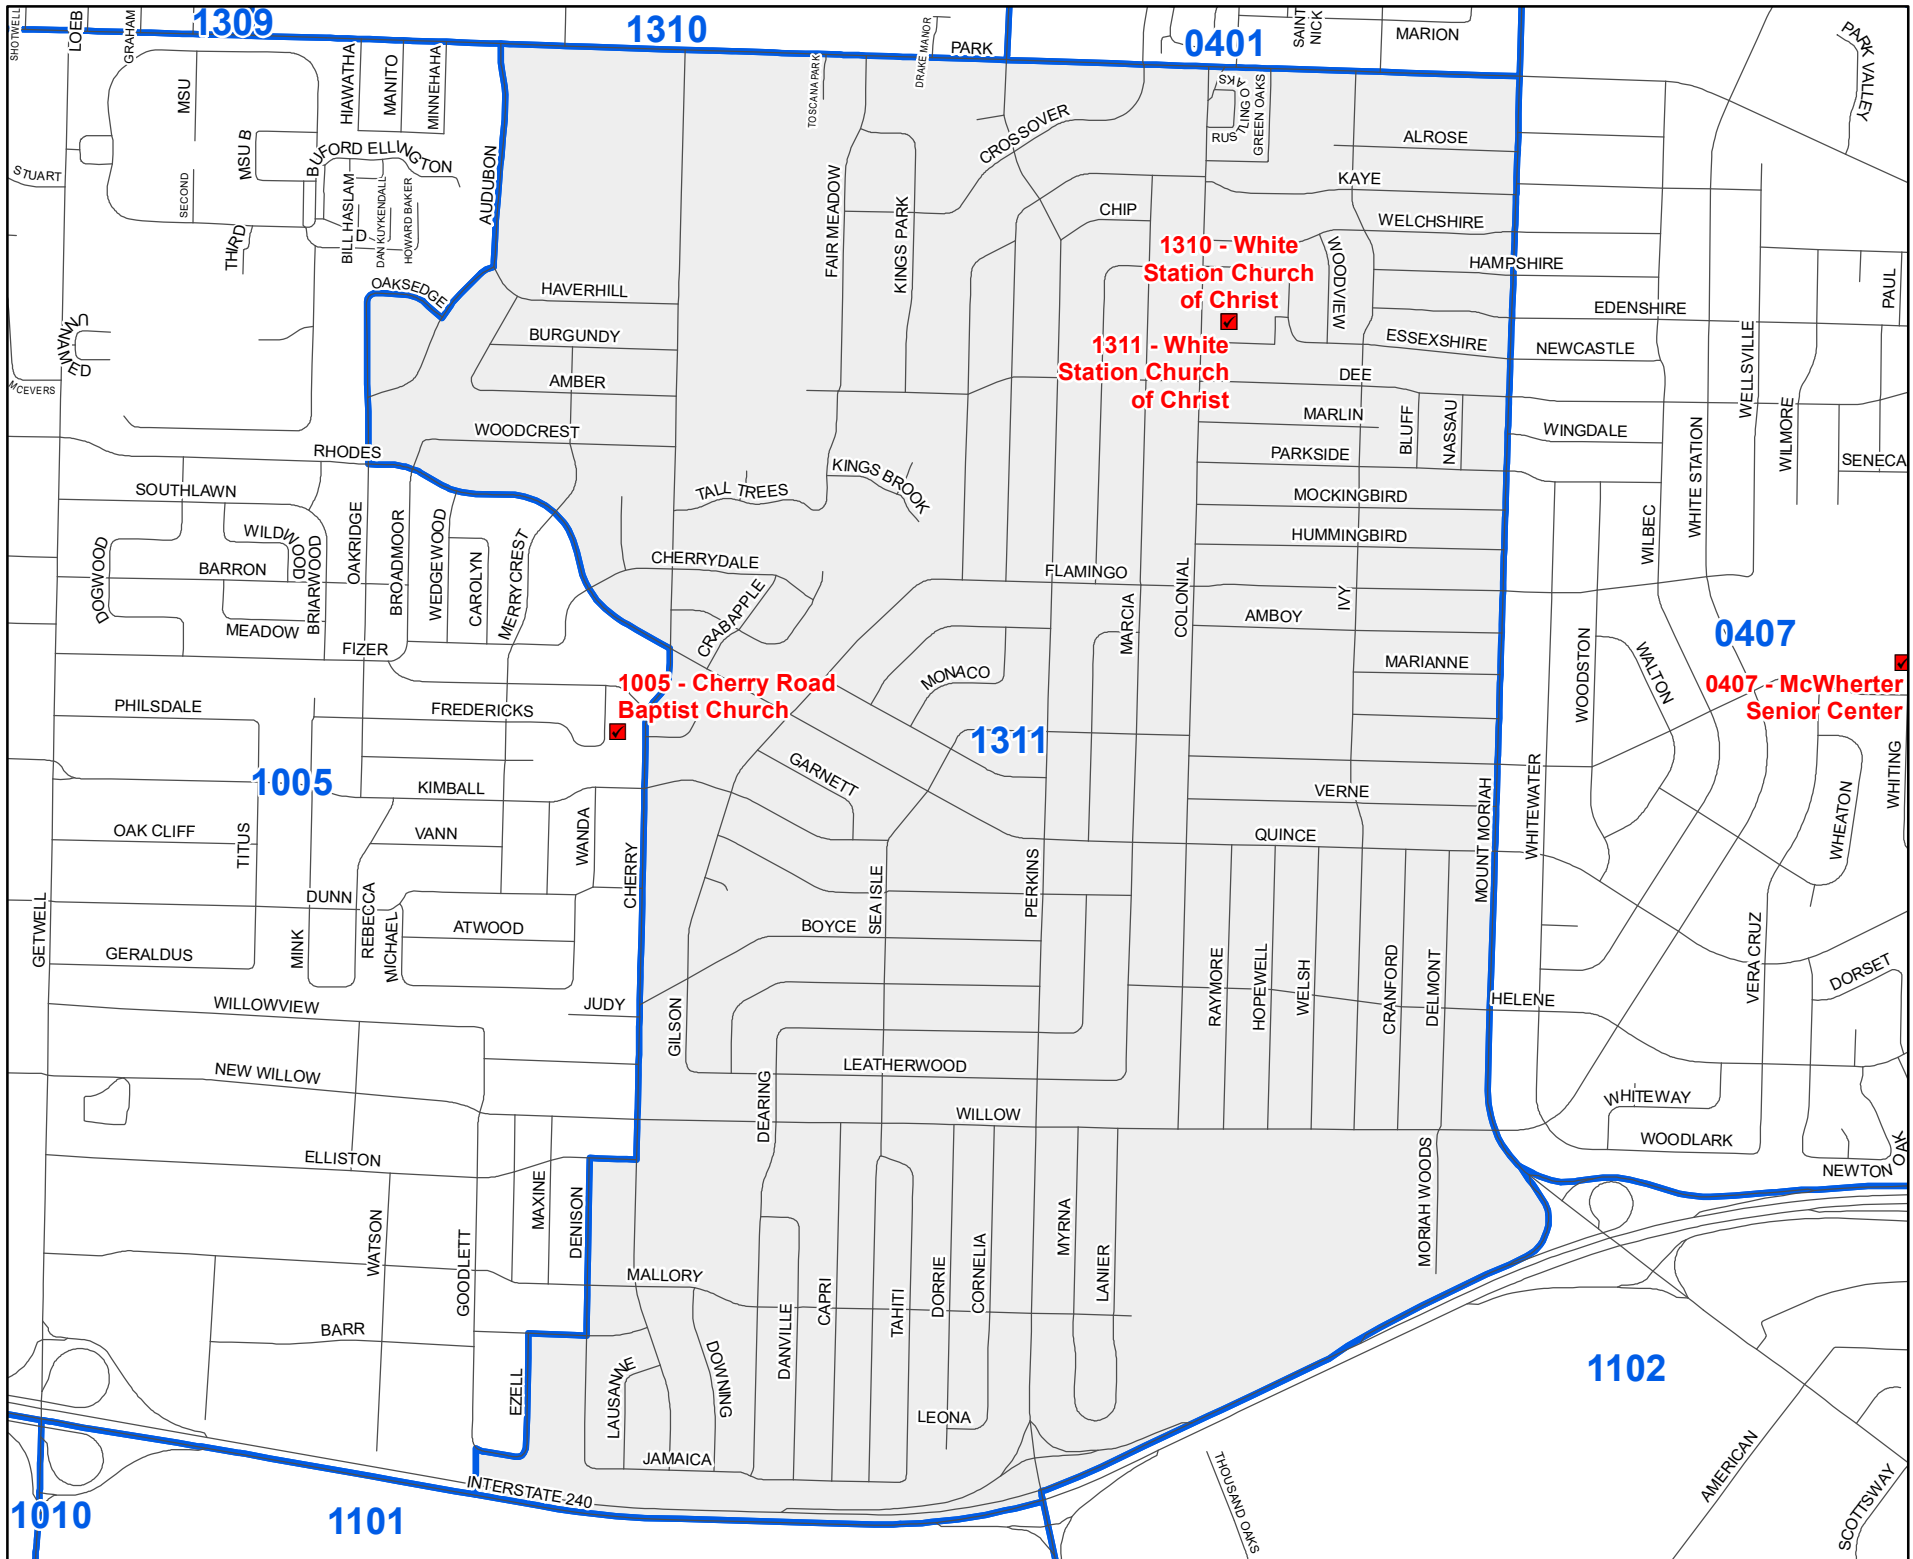 SHOTWELL
LOEB
GRAHAM
1309
1310
DRAKE MANOR
PARK
0401
SAINT
NICK
MARION
PARK VALLEY
MSU
HIAWATHA
MANITO
MINNEHAHA
TOSCANA PARK
CROSSOVER
RUSTLING OAKS
GREEN OAKS
ALROSE
MSU B
BUFORD ELLINGTON
AUDUBON
STUART
SECOND
BILL HASLAM
D
DAN KUYKENDALL
HOWARD BAKER
THIRD
FAIR MEADOW
KINGS PARK
KAYE
CHIP
WELCHSHIRE
1310 - White
Station Church
of Christ
WOODVIEW
HAMPSHIRE
OAKSEDGE
HAVERHILL
PAUL
EDENSHIRE
UNNAMED
BURGUNDY
1311 - White
Station Church
of Christ
ESSEXSHIRE
NEWCASTLE
WELLSVILLE
MCEVERS
AMBER
DEE
MARLIN
BLUFF
NASSAU
WINGDALE
WHITE STATION
WILMORE
WOODCREST
RHODES
PARKSIDE
SENECA
SOUTHLAWN
TALL TREES
KINGS BROOK
MOCKINGBIRD
WILDWOOD
OAKRIDGE
BROADMOOR
WEDGEWOOD
HUMMINGBIRD
WILBEC
DOGWOOD
BARRON
BRIARWOOD
CAROLYN
MERRYCREST
CHERRYDALE
FLAMINGO
COLONIAL
IVY
MEADOW
CRABAPPLE
MARCIA
AMBOY
0407
FIZER
MONACO
MARIANNE
WOODSTON
WALTON
1005 - Cherry Road
Baptist Church
0407 - McWherter
Senior Center
PHILSDALE
FREDERICKS
1311
1005
KIMBALL
GARNETT
VERNE
MOUNT MORIAH
WHITEWATER
WHITING
WHEATON
OAK CLIFF
TITUS
VANN
WANDA
CHERRY
QUINCE
DUNN
REBECCA
SEA ISLE
PERKINS
GETWELL
MINK
MICHAEL
ATWOOD
BOYCE
GERALDUS
RAYMORE
HOPEWELL
WELSH
CRANFORD
DELMONT
VERA CRUZ
DORSET
WILLOWVIEW
JUDY
GILSON
HELENE
NEW WILLOW
LEATHERWOOD
DEARING
WILLOW
WHITEWAY
WOODLARK
ELLISTON
MORIAH WOODS
NEWTON
OAK
MAXINE
DENISON
WATSON
GOODLETT
MALLORY
CAPRI
TAHITI
DORRIE
CORNELIA
MYRNA
LANIER
BARR
DANVILLE
1102
EZELL
LAUSANNE
DOWNING
LEONA
JAMAICA
INTERSTATE 240
THOUSAND OAKS
AMERICAN
SCOTTSWAY
1010
1101